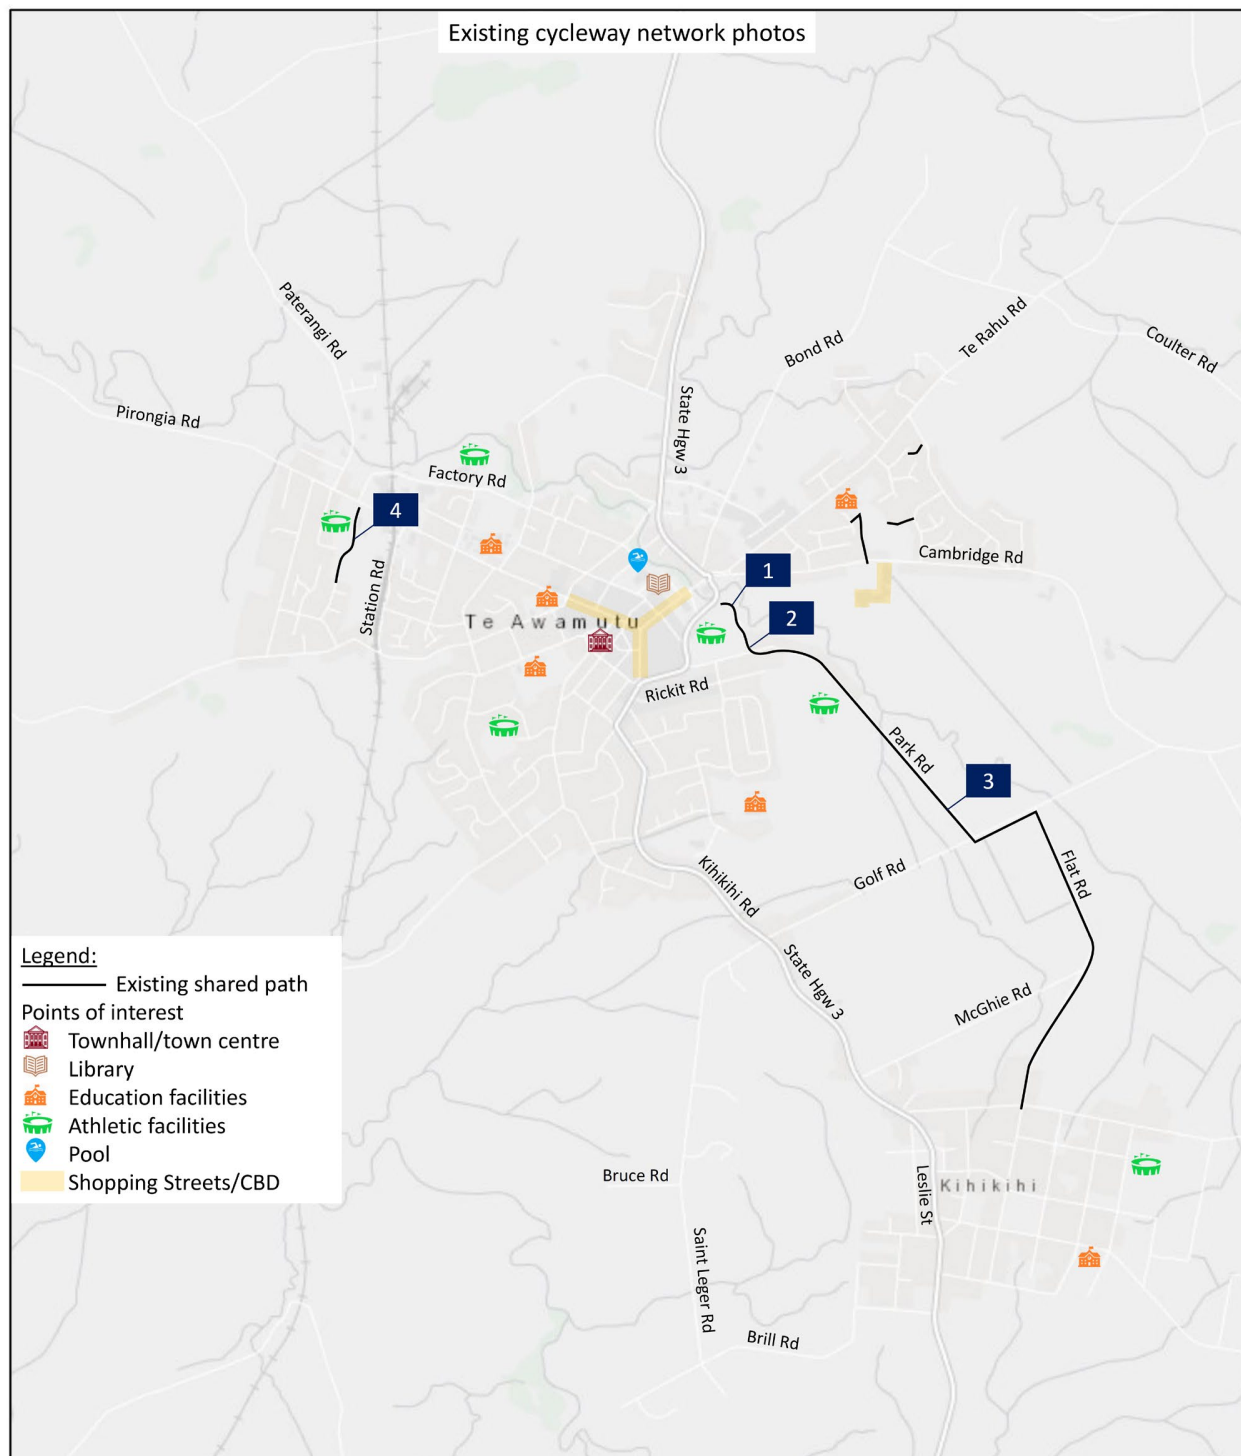 Existing cycleway network photos
Paterangi Rd
Bond Rd
Te Rahu Rd
Coulter Rd
Pirongia Rd
State Hgw 3
Factory Rd
4
Station Rd
Cambridge Rd
1
2
Te Awamutu
Rickit Rd
Park Rd
3
Kihikihi Rd
Golf Rd
Flat Rd
State Hgw 3
McGhie Rd
Legend:
Existing shared path
Points of interest
Townhall/town centre
Library
Education facilities
Athletic facilities
Pool
Shopping Streets/CBD
Bruce Rd
Leslie St
Kihikihi
Saint Leger Rd
Brill Rd